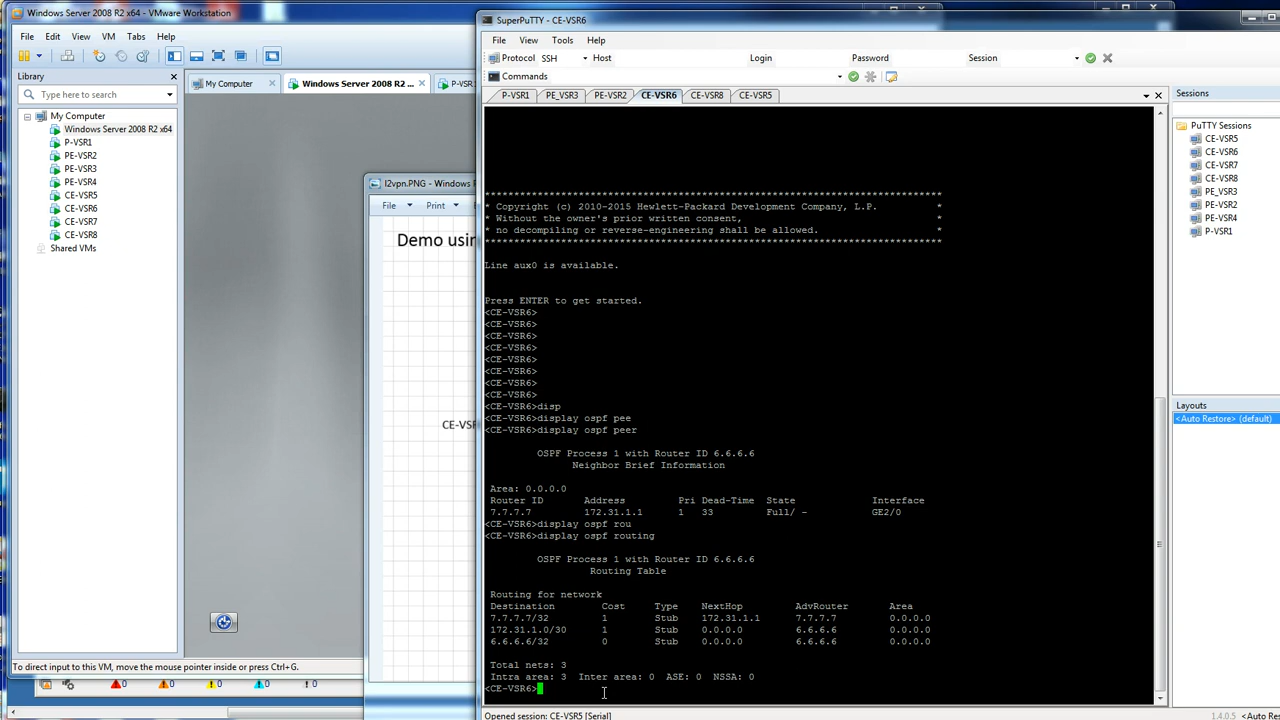 Windows Server 2008 R2 x64 - VMware Workstation
File Edit View VM Tabs Help
Library
Type here to search
My Computer
Windows Server 2008 R2 x64
P-VSR1
PE-VSR2
PE-VSR3
PE-VSR4
CE-VSR5
CE-VSR6
CE-VSR7
CE-VSR8
Shared VMs
My Computer
Windows Server 2008 R2 ...
P-VSR
l2vpn.PNG - Windows
File Print
Demo usin
CE-VSF
To direct input to this VM, move the mouse pointer inside or press Ctrl+G.
0 0 0 0 0
SuperPuTTY - CE-VSR6
File View Tools Help
Protocol SSH Host Login Password Session
Commands
P-VSR1 PE_VSR3 PE-VSR2 CE-VSR6 CE-VSR8 CE-VSR5
******************************************************************************
* Copyright (c) 2010-2015 Hewlett-Packard Development Company, L.P. *
* Without the owner's prior written consent, *
* no decompiling or reverse-engineering shall be allowed. *
******************************************************************************
Line aux0 is available.
Press ENTER to get started.
<CE-VSR6>
<CE-VSR6>
<CE-VSR6>
<CE-VSR6>
<CE-VSR6>
<CE-VSR6>
<CE-VSR6>
<CE-VSR6>
<CE-VSR6>disp
<CE-VSR6>display ospf pee
<CE-VSR6>display ospf peer
OSPF Process 1 with Router ID 6.6.6.6
Neighbor Brief Information
Area: 0.0.0.0
Router ID Address Pri Dead-Time State Interface
7.7.7.7 172.31.1.1 1 33 Full/ - GE2/0
<CE-VSR6>display ospf rou
<CE-VSR6>display ospf routing
OSPF Process 1 with Router ID 6.6.6.6
Routing Table
Routing for network
Destination Cost Type NextHop AdvRouter Area
7.7.7.7/32 1 Stub 172.31.1.1 7.7.7.7 0.0.0.0
172.31.1.0/30 1 Stub 0.0.0.0 6.6.6.6 0.0.0.0
6.6.6.6/32 0 Stub 0.0.0.0 6.6.6.6 0.0.0.0
Total nets: 3
Intra area: 3 Inter area: 0 ASE: 0 NSSA: 0
<CE-VSR6>
Opened session: CE-VSR5 [Serial]
Sessions
PuTTY Sessions
CE-VSR5
CE-VSR6
CE-VSR7
CE-VSR8
PE_VSR3
PE-VSR2
PE-VSR4
P-VSR1
Layouts
<Auto Restore> (default)
1.4.0.5 <Auto Res